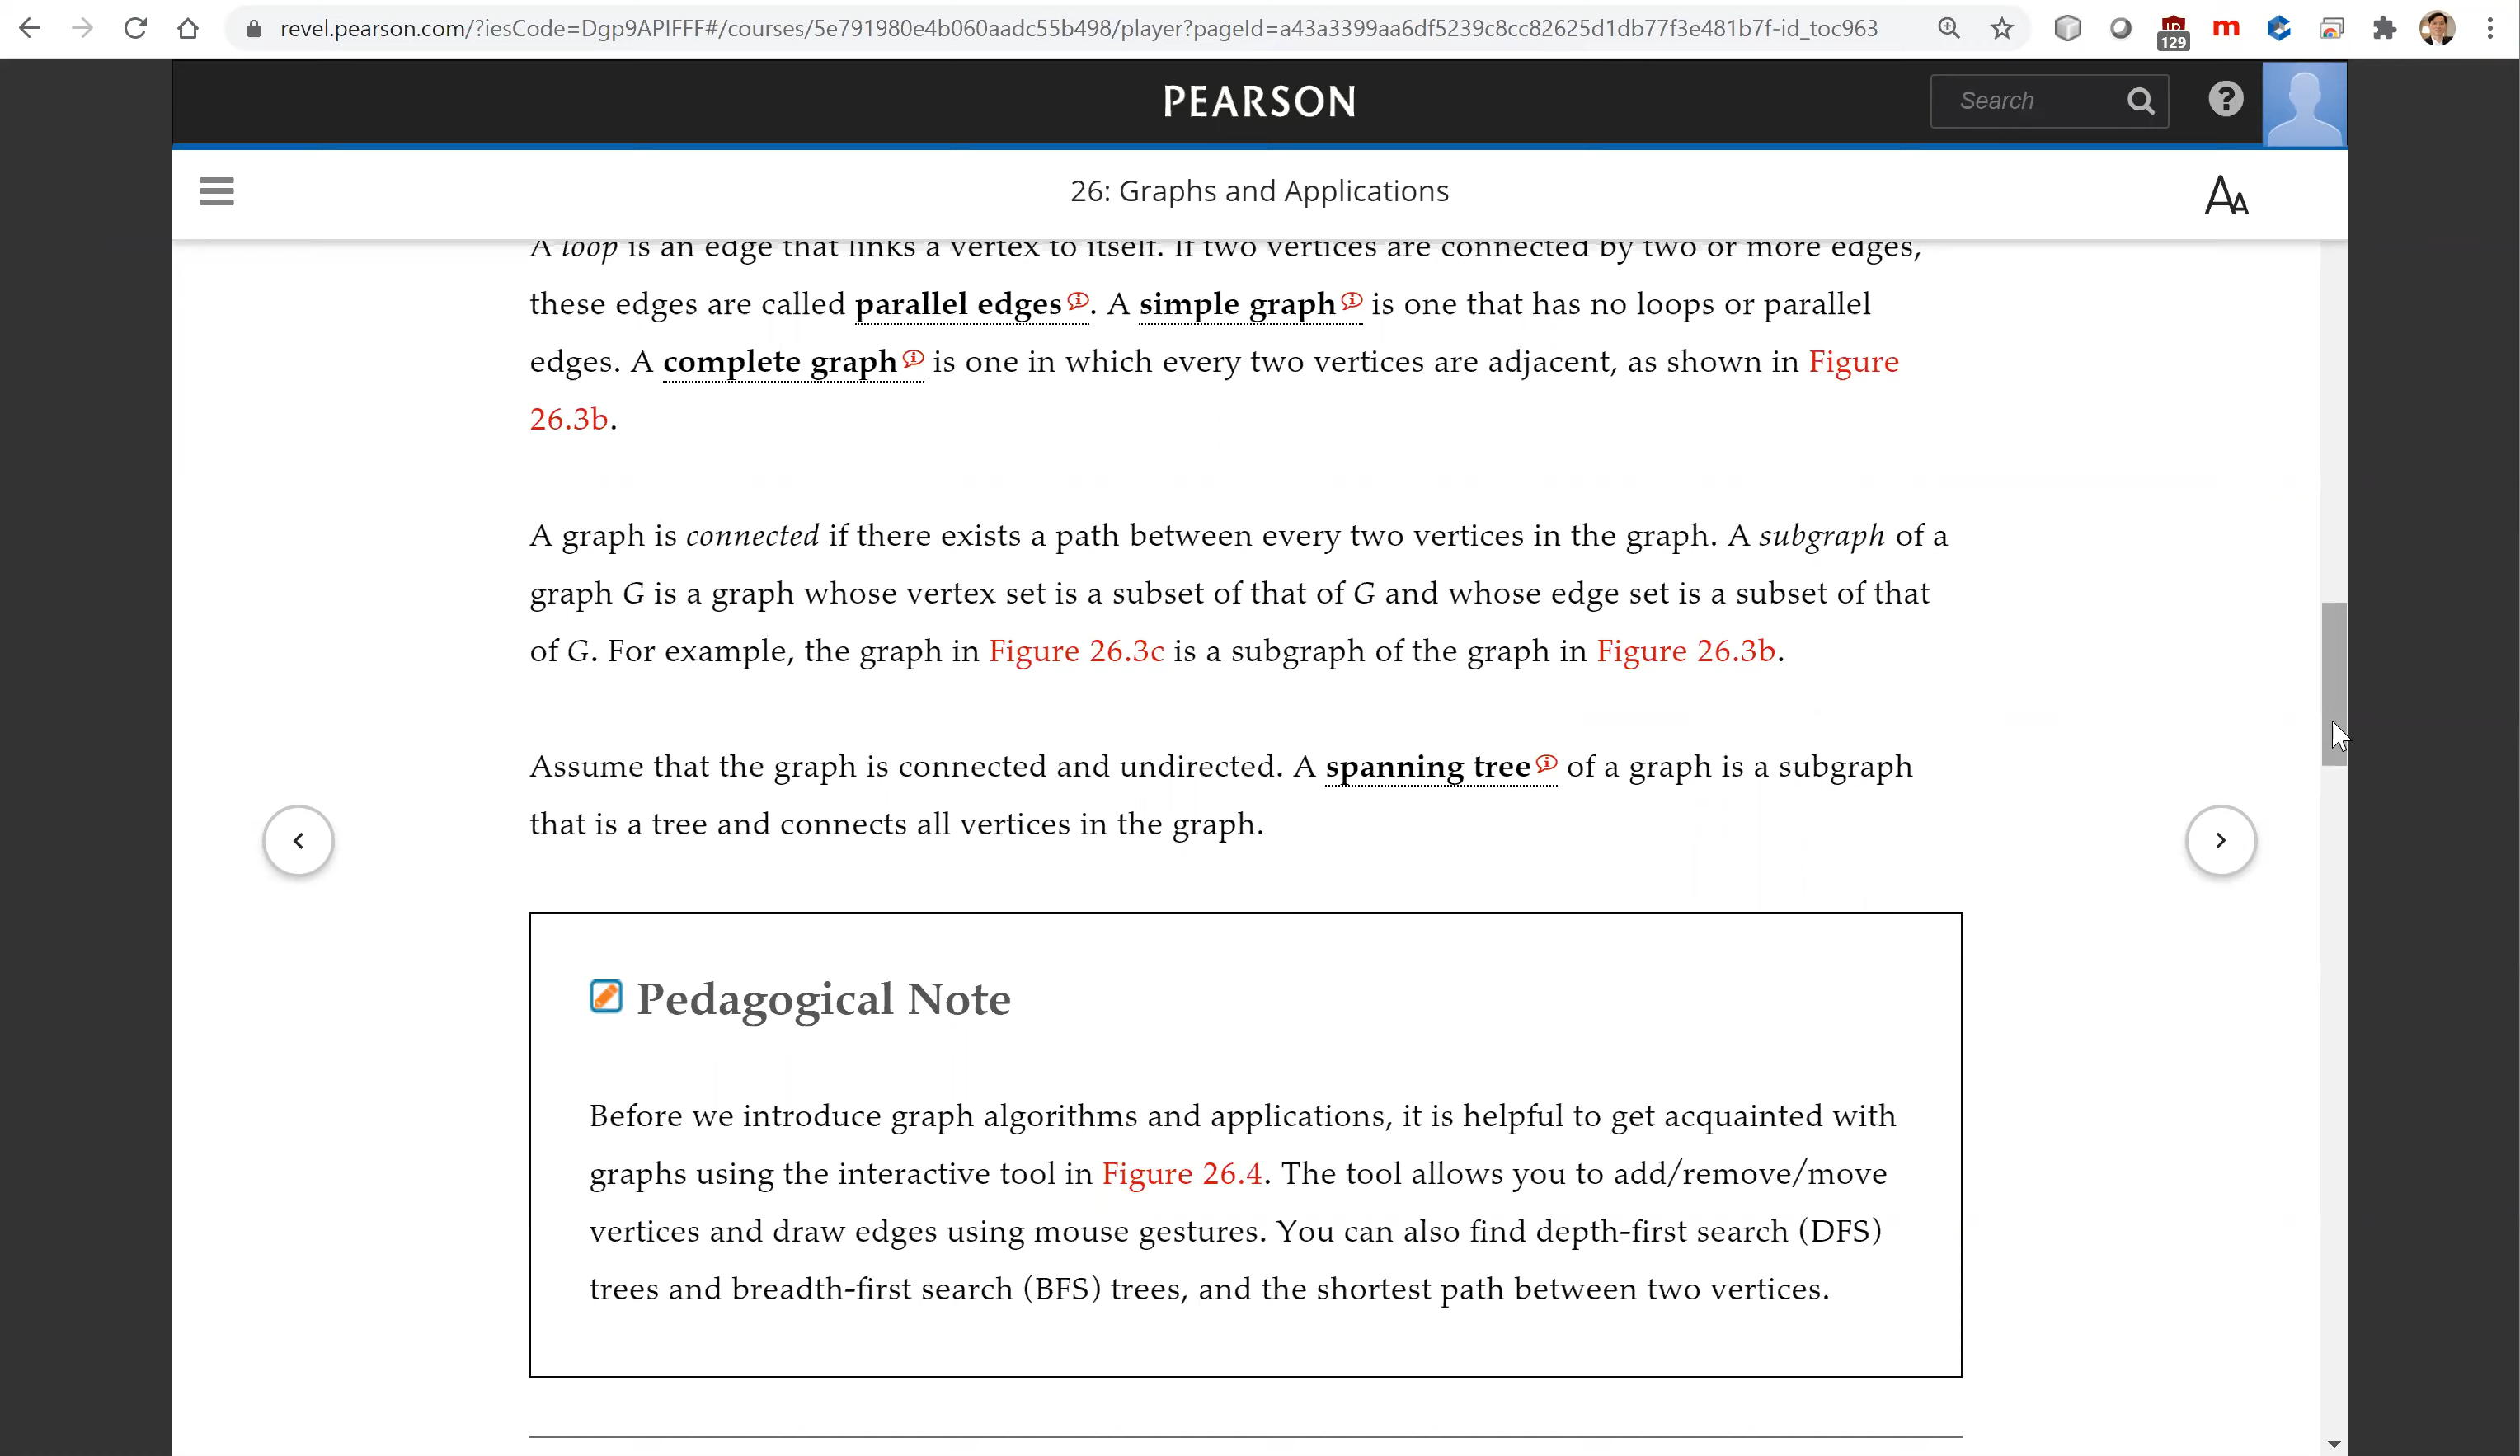 revel.pearson.com/?iesCode=Dgp9APIFFF#/courses/5e791980e4b060aadc55b498/player?pageId=a43a3399aa6df5239c8cc82625d1db77f3e481b7f-id_toc963
129
m
PEARSON
Search
?
26: Graphs and Applications
AA
A loop is an edge that links a vertex to itself. If two vertices are connected by two or more edges,
these edges are called parallel edges. A simple graph is one that has no loops or parallel
edges. A complete graph is one in which every two vertices are adjacent, as shown in Figure
26.3b.
A graph is connected if there exists a path between every two vertices in the graph. A subgraph of a
graph G is a graph whose vertex set is a subset of that of G and whose edge set is a subset of that
of G. For example, the graph in Figure 26.3c is a subgraph of the graph in Figure 26.3b.
Assume that the graph is connected and undirected. A spanning tree of a graph is a subgraph
that is a tree and connects all vertices in the graph.
Pedagogical Note
Before we introduce graph algorithms and applications, it is helpful to get acquainted with
graphs using the interactive tool in Figure 26.4. The tool allows you to add/remove/move
vertices and draw edges using mouse gestures. You can also find depth-first search (DFS)
trees and breadth-first search (BFS) trees, and the shortest path between two vertices.